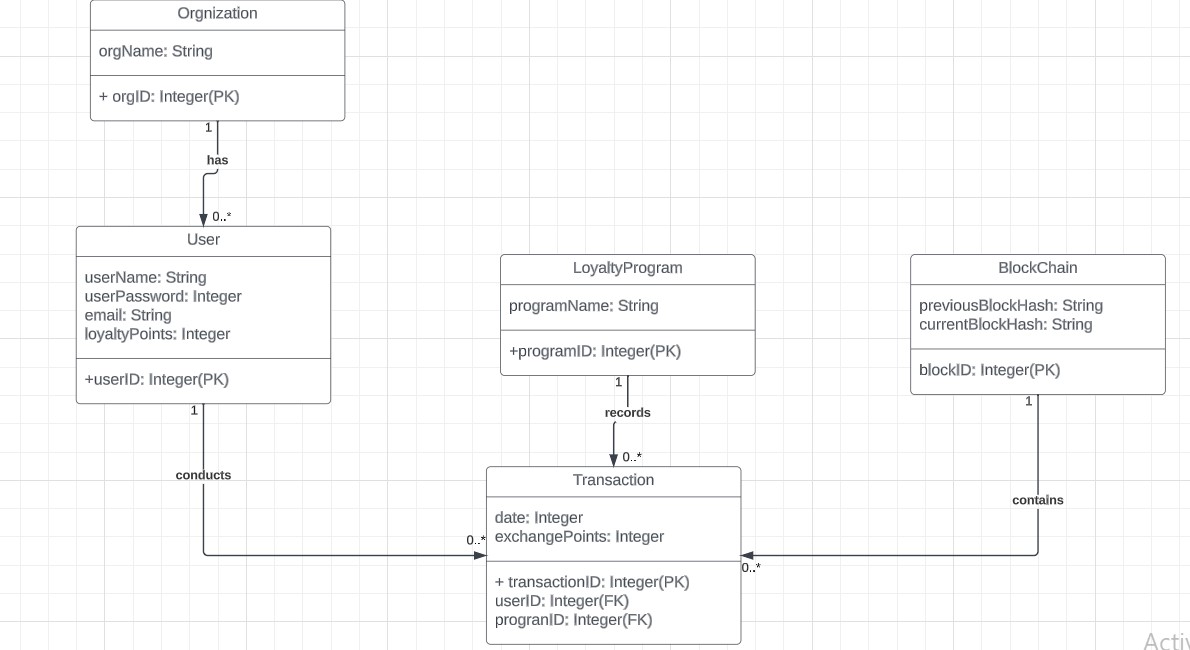 Orgnization
orgName: String
+ orgID: Integer(PK)
1
has
0..*
User
userName: String
userPassword: Integer
email: String
loyaltyPoints: Integer
+userID: Integer(PK)
1
conducts
0..*
LoyaltyProgram
programName: String
+programID: Integer(PK)
1
records
0..*
BlockChain
previousBlockHash: String
currentBlockHash: String
blockID: Integer(PK)
1
contains
0..*
Transaction
date: Integer
exchangePoints: Integer
+ transactionID: Integer(PK)
userID: Integer(FK)
progranID: Integer(FK)
Activ